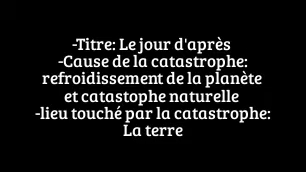 -Titre: Le jour d'après
-Cause de la catastrophe:
refroidissement de la planète
et catastophe naturelle
-lieu touché par la catastrophe:
La terre